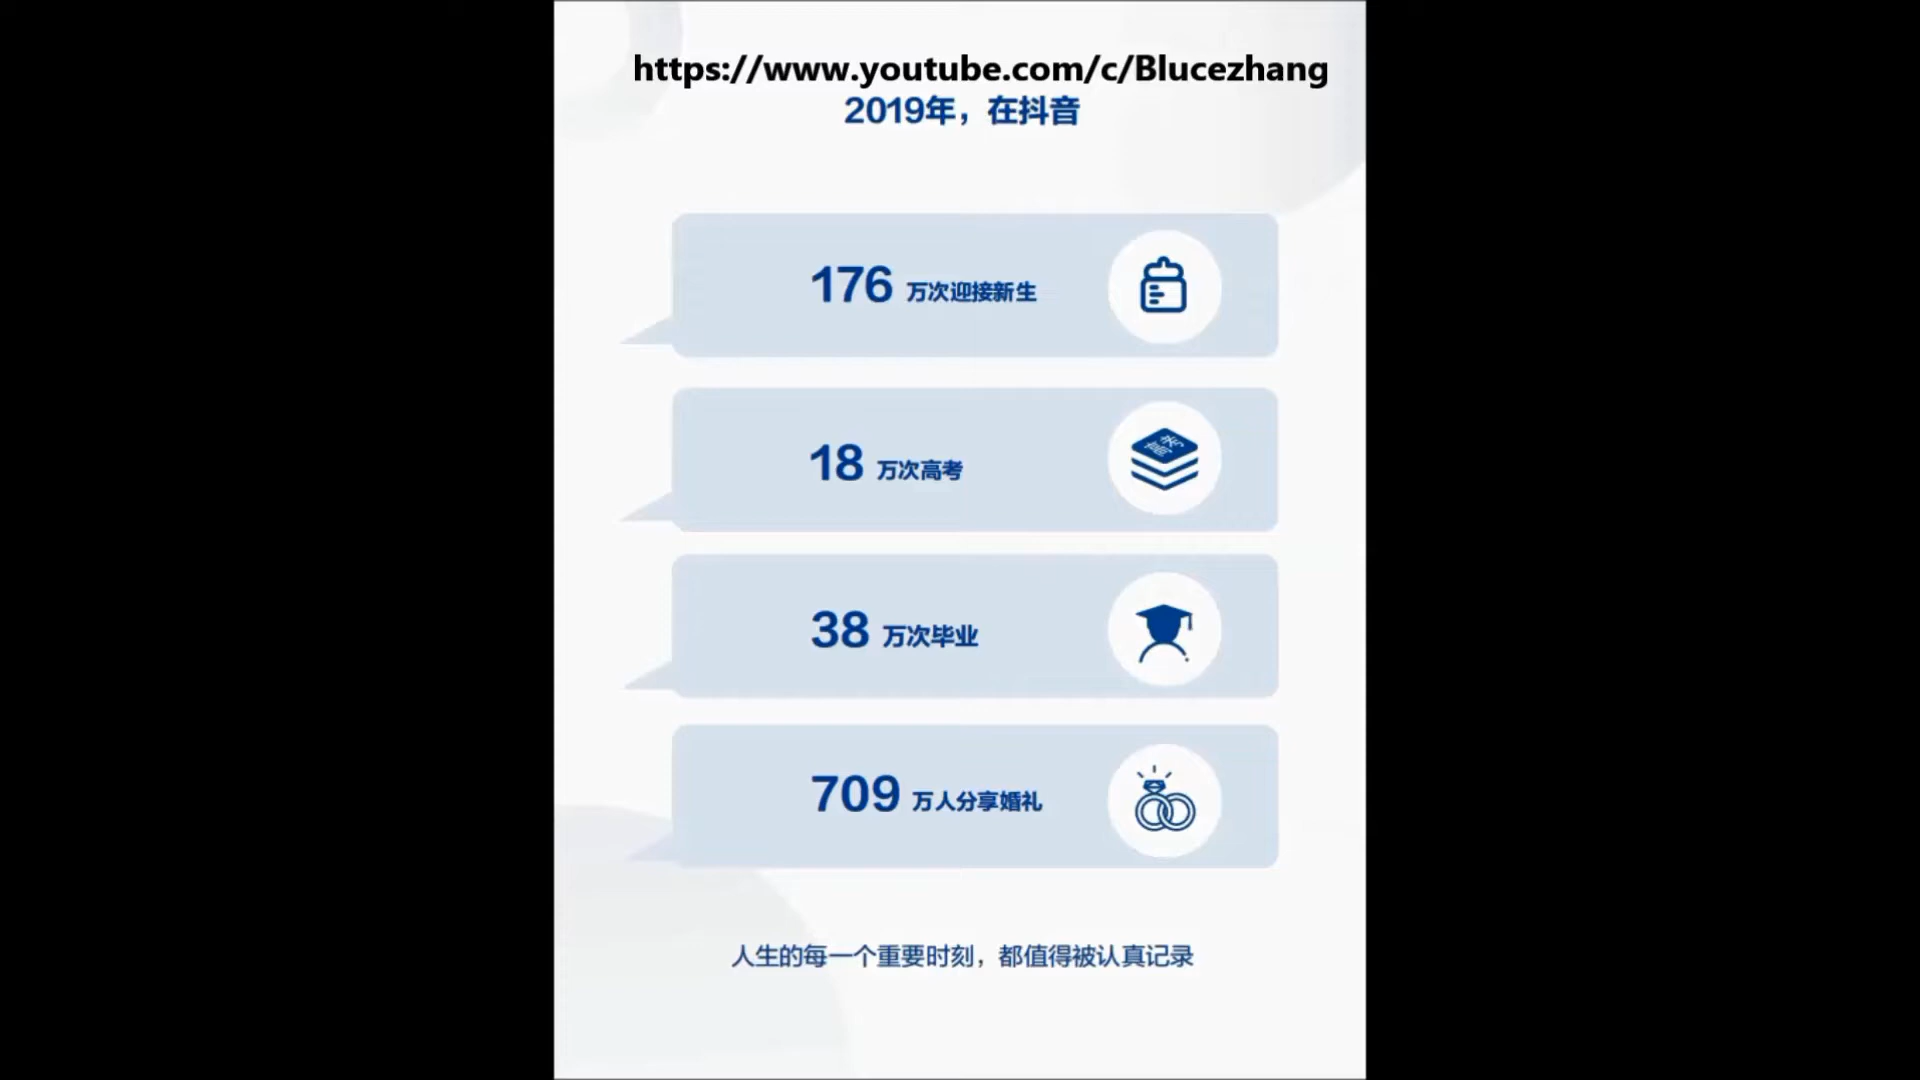 https://www.youtube.com/c/Blucezhang
2019年，在抖音
176 万次迎接新生
18 万次高考
38 万次毕业
709 万人分享婚礼
人生的每一个重要时刻，都值得被认真记录